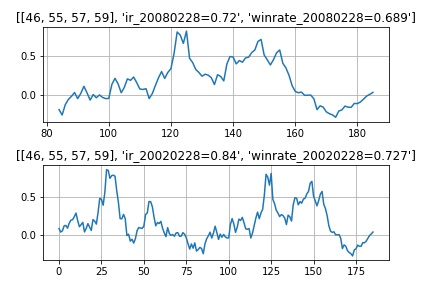 [[46, 55, 57, 59], 'ir_20080228=0.72', 'winrate_20080228=0.689']
0.5
0.0
80 100 120 140 160 180
[[46, 55, 57, 59], 'ir_20020228=0.84', 'winrate_20020228=0.727']
0.5
0.0
0 25 50 75 100 125 150 175